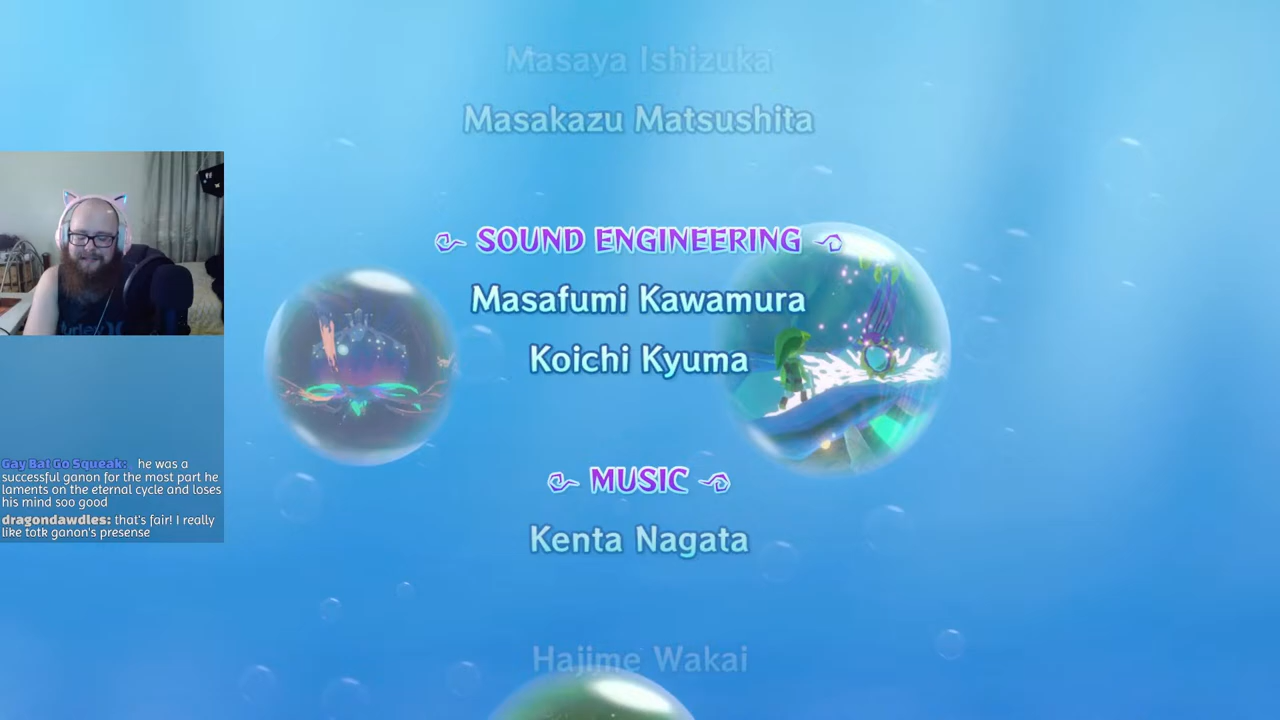 Masaya Ishizuka
Masakazu Matsushita
SOUND ENGINEERING
Masafumi Kawamura
Koichi Kyuma
MUSIC
Kenta Nagata
Hajime Wakai
Gay Bat Go Squeak: he was a
successful ganon for the most part he
laments on the eternal cycle and loses
his mind soo good
dragondawdles: that's fair! I really
like totk ganon's presense